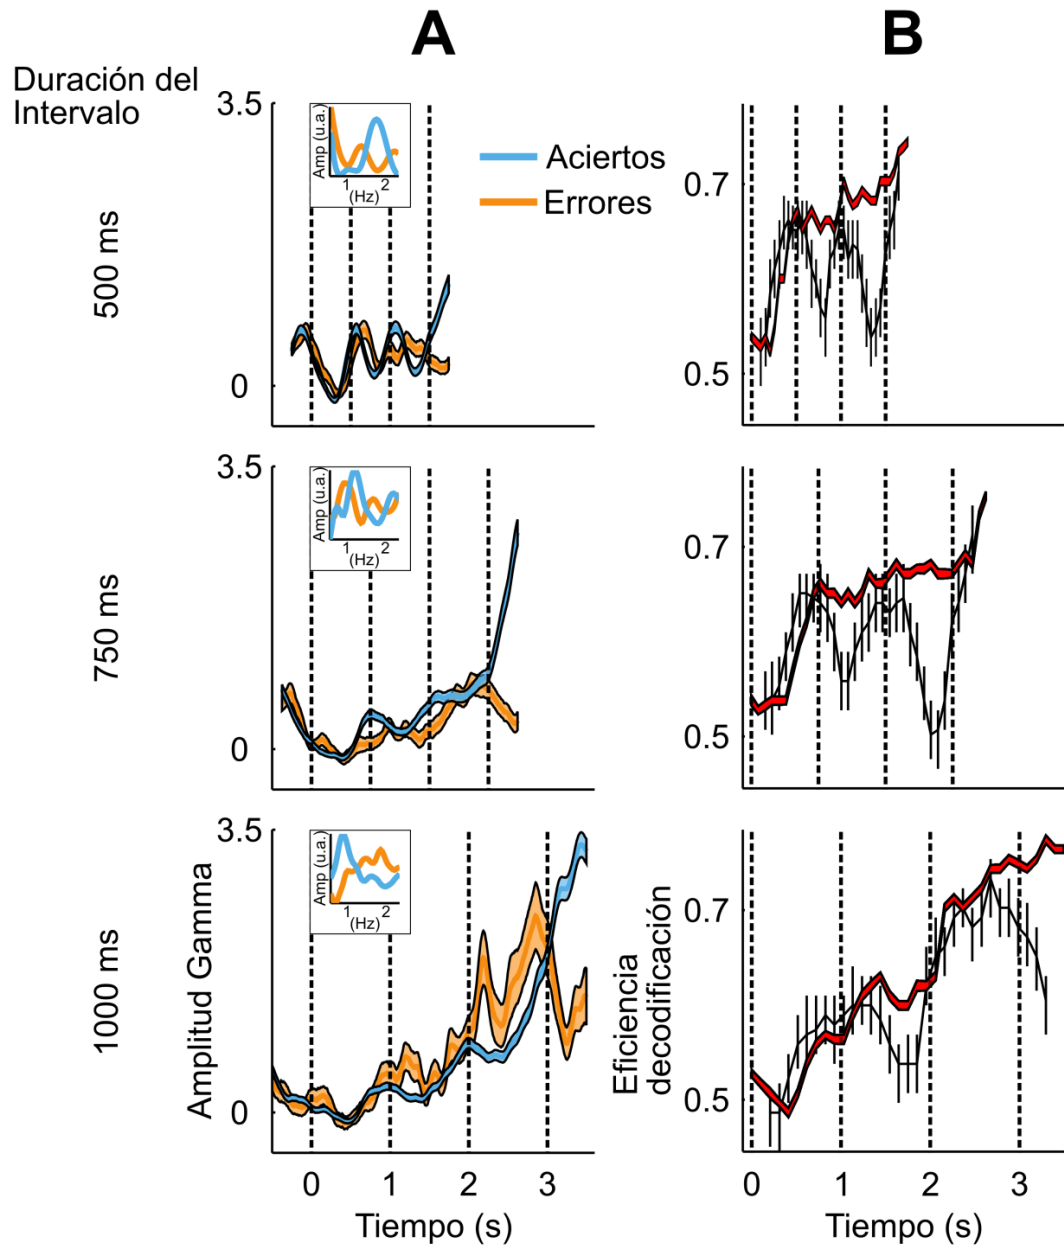 A
B
Duración del
Intervalo
3.5
Amp (u.a.)
1
2
(Hz)
Aciertos
Errores
0
500 ms
0.7
0.5
3.5
Amp (u.a.)
1
2
(Hz)
0
750 ms
0.7
0.5
3.5
Amp (u.a.)
1
2
(Hz)
0
1000 ms
Amplitud Gamma
0
1
2
3
Tiempo (s)
0.7
0.5
Eficiencia
decodificación
0
1
2
3
Tiempo (s)